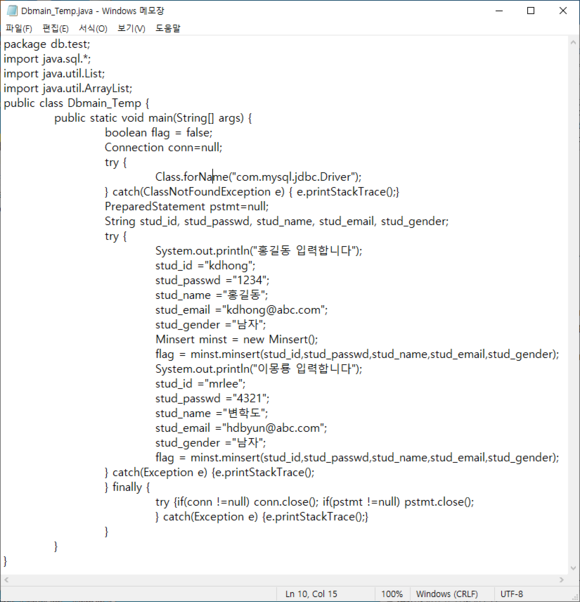 Dbmain_Temp.java - Windows 메모장
파일(F) 편집(E) 서식(O) 보기(V) 도움말
package db.test;
import java.sql.*;
import java.util.List;
import java.util.ArrayList;
public class Dbmain_Temp {
public static void main(String[] args) {
boolean flag = false;
Connection conn=null;
try {
Class.forName("com.mysql.jdbc.Driver");
} catch(ClassNotFoundException e) { e.printStackTrace();}
PreparedStatement pstmt=null;
String stud_id, stud_passwd, stud_name, stud_email, stud_gender;
try {
System.out.println("홍길동 입력합니다");
stud_id ="kdhong";
stud_passwd ="1234";
stud_name ="홍길동";
stud_email ="kdhong@abc.com";
stud_gender ="남자";
Minsert minst = new Minsert();
flag = minst.minsert(stud_id,stud_passwd,stud_name,stud_email,stud_gender);
System.out.println("이몽룡 입력합니다");
stud_id ="mrlee";
stud_passwd ="4321";
stud_name ="변학도";
stud_email ="hdbyun@abc.com";
stud_gender ="남자";
flag = minst.minsert(stud_id,stud_passwd,stud_name,stud_email,stud_gender);
} catch(Exception e) {e.printStackTrace();
} finally {
try {if(conn !=null) conn.close(); if(pstmt !=null) pstmt.close();
} catch(Exception e) {e.printStackTrace();}
}
}
}
Ln 10, Col 15 100% Windows (CRLF) UTF-8